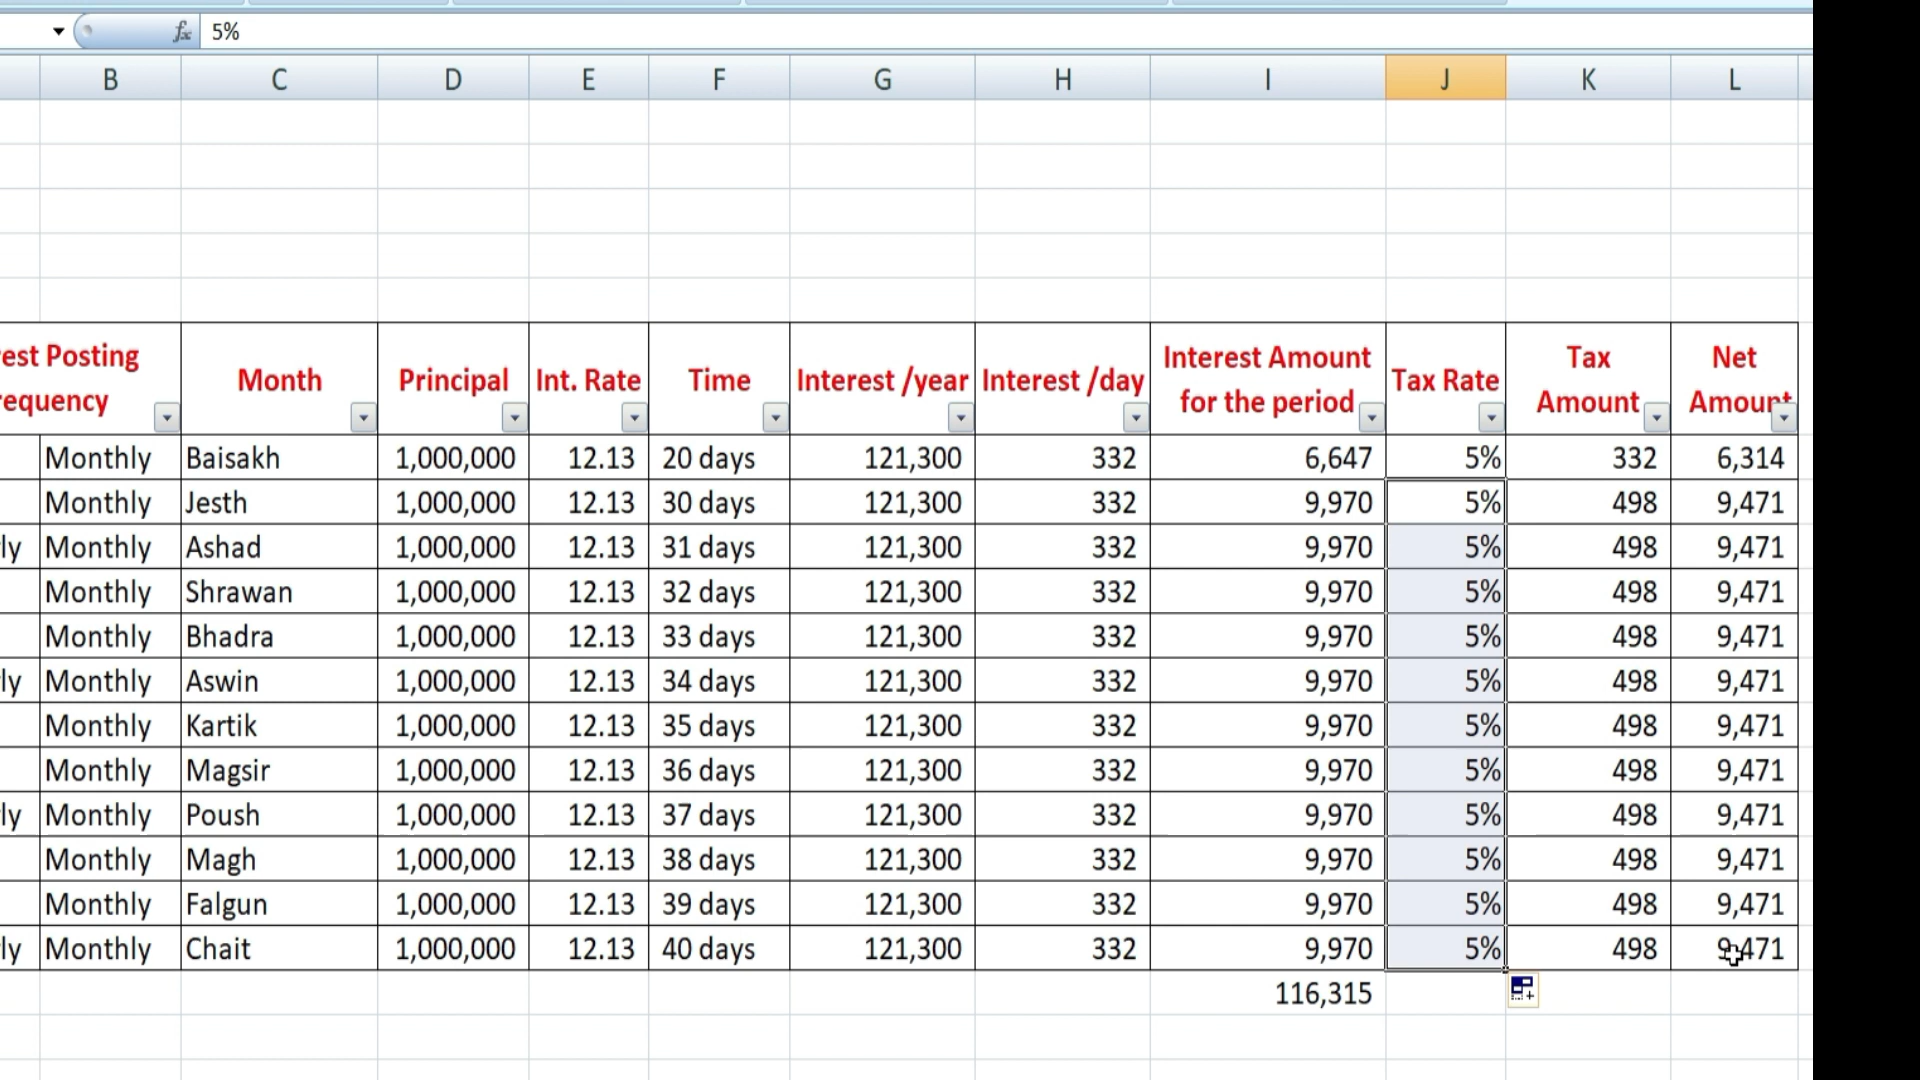 5%
B C D E F G H I J K L
rest Posting
requency
Month
Principal
Int. Rate
Time
Interest /year
Interest /day
Interest Amount
for the period
Tax Rate
Tax
Amount
Net
Amount
Monthly Baisakh 1,000,000 12.13 20 days 121,300 332 6,647 5% 332 6,314
Monthly Jesth 1,000,000 12.13 30 days 121,300 332 9,970 5% 498 9,471
ly Monthly Ashad 1,000,000 12.13 31 days 121,300 332 9,970 5% 498 9,471
Monthly Shrawan 1,000,000 12.13 32 days 121,300 332 9,970 5% 498 9,471
Monthly Bhadra 1,000,000 12.13 33 days 121,300 332 9,970 5% 498 9,471
ly Monthly Aswin 1,000,000 12.13 34 days 121,300 332 9,970 5% 498 9,471
Monthly Kartik 1,000,000 12.13 35 days 121,300 332 9,970 5% 498 9,471
Monthly Magsir 1,000,000 12.13 36 days 121,300 332 9,970 5% 498 9,471
ly Monthly Poush 1,000,000 12.13 37 days 121,300 332 9,970 5% 498 9,471
Monthly Magh 1,000,000 12.13 38 days 121,300 332 9,970 5% 498 9,471
Monthly Falgun 1,000,000 12.13 39 days 121,300 332 9,970 5% 498 9,471
ly Monthly Chait 1,000,000 12.13 40 days 121,300 332 9,970 5% 498 9,471
116,315